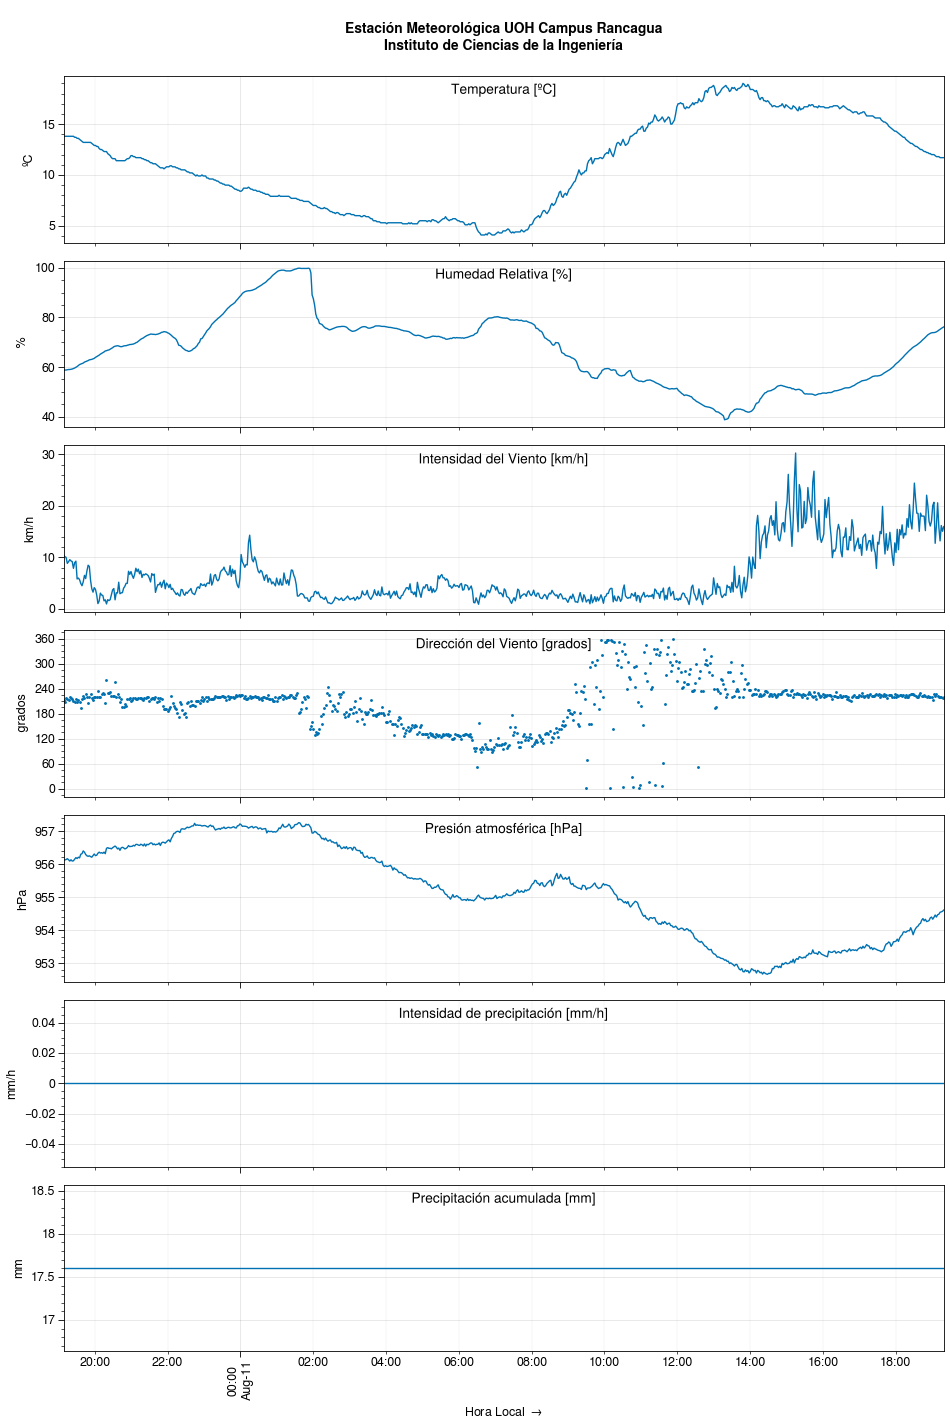 Estación Meteorológica UOH Campus Rancagua
Instituto de Ciencias de la Ingeniería
Temperatura [ºC]
15
10
5
ºC
Humedad Relativa [%]
100
80
60
40
%
Intensidad del Viento [km/h]
30
20
10
0
km/h
Dirección del Viento [grados]
360
300
240
180
120
60
0
grados
Presión atmosférica [hPa]
957
956
955
954
953
hPa
Intensidad de precipitación [mm/h]
0.04
0.02
0
−0.02
−0.04
mm/h
Precipitación acumulada [mm]
18.5
18
17.5
17
mm
20:00 22:00 00:00 02:00 04:00 06:00 08:00 10:00 12:00 14:00 16:00 18:00
Aug-11
Hora Local →